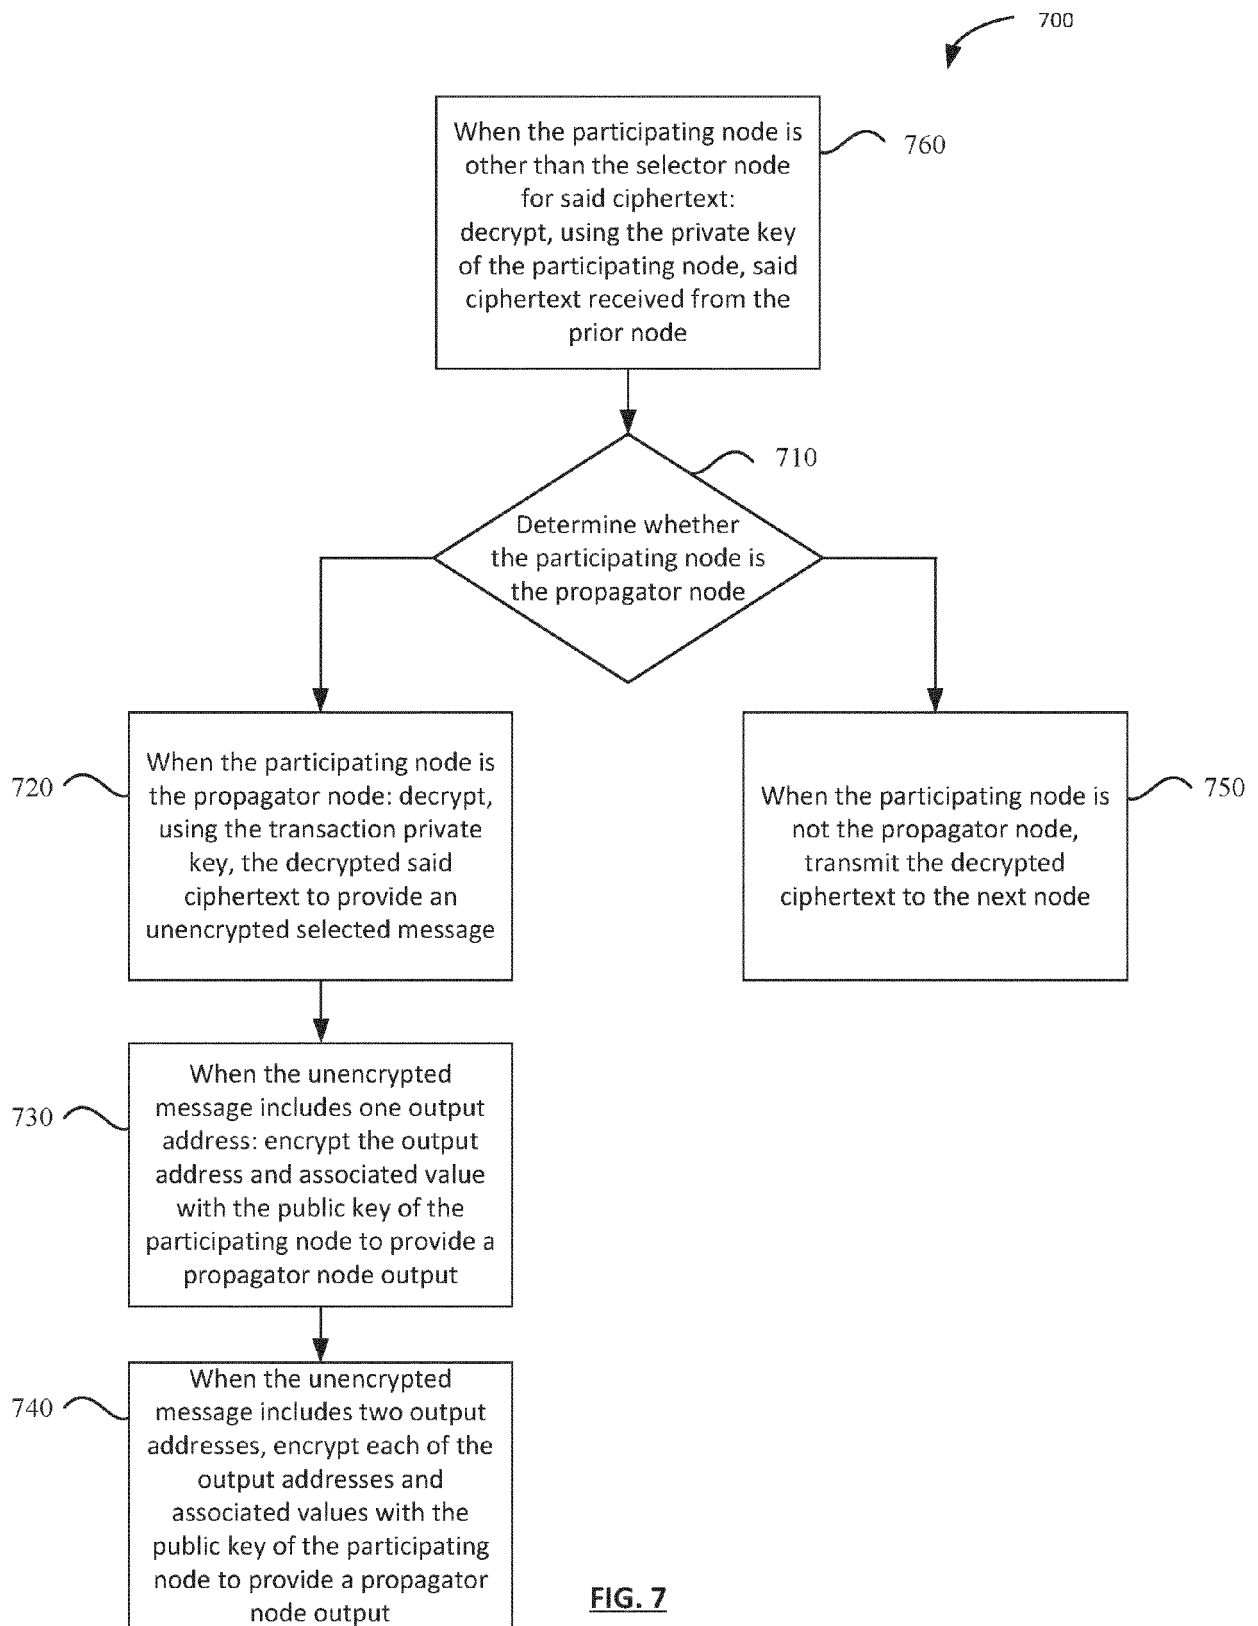 700
When the participating node is
other than the selector node
for said ciphertext:
decrypt, using the private key
of the participating node, said
ciphertext received from the
prior node
760
710
Determine whether
the participating node is
the propagator node
720
When the participating node is
the propagator node: decrypt,
using the transaction private
key, the decrypted said
ciphertext to provide an
unencrypted selected message
When the participating node is
not the propagator node,
transmit the decrypted
ciphertext to the next node
750
730
When the unencrypted
message includes one output
address: encrypt the output
address and associated value
with the public key of the
participating node to provide a
propagator node output
740
When the unencrypted
message includes two output
addresses, encrypt each of the
output addresses and
associated values with the
public key of the participating
node to provide a propagator
node output
FIG. 7